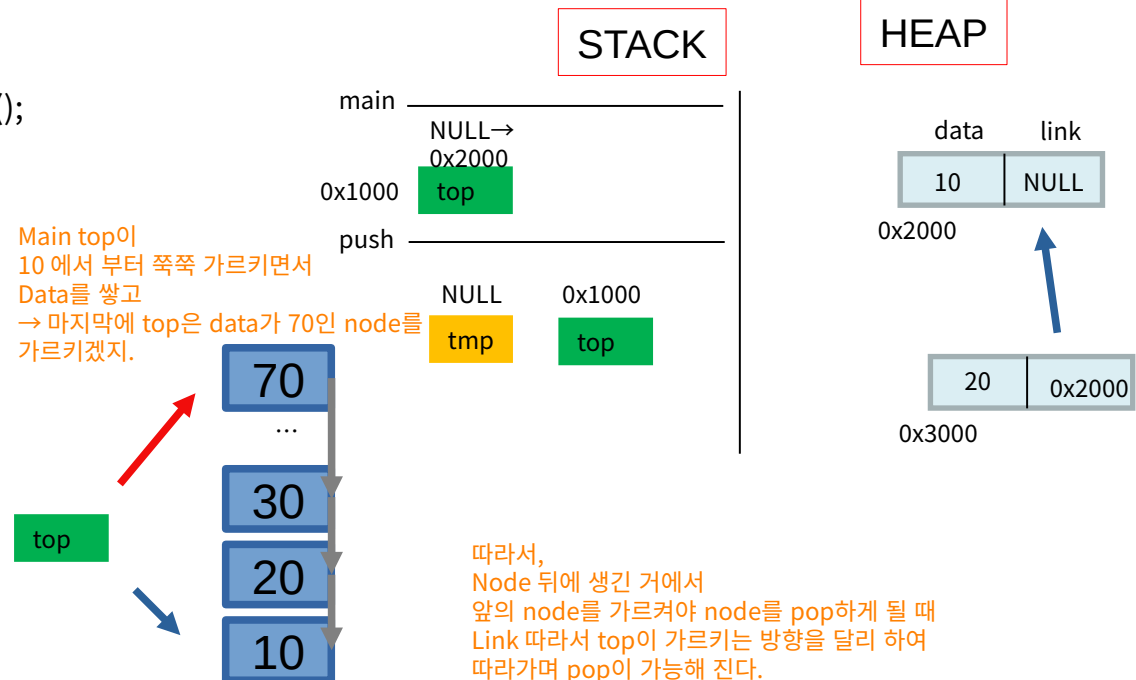 STACK
HEAP
();
main
NULL→
0x2000
0x1000
top
push
NULL
0x1000
tmp
top
data
link
10
NULL
0x2000
20
0x2000
0x3000
Main top이
10 에서 부터 쭉쭉 가르키면서
Data를 쌓고
→ 마지막에 top은 data가 70인 node를
가르키겠지.
70
...
30
20
10
top
따라서,
Node 뒤에 생긴 거에서
앞의 node를 가르켜야 node를 pop하게 될 때
Link 따라서 top이 가르키는 방향을 달리 하여
따라가며 pop이 가능해 진다.